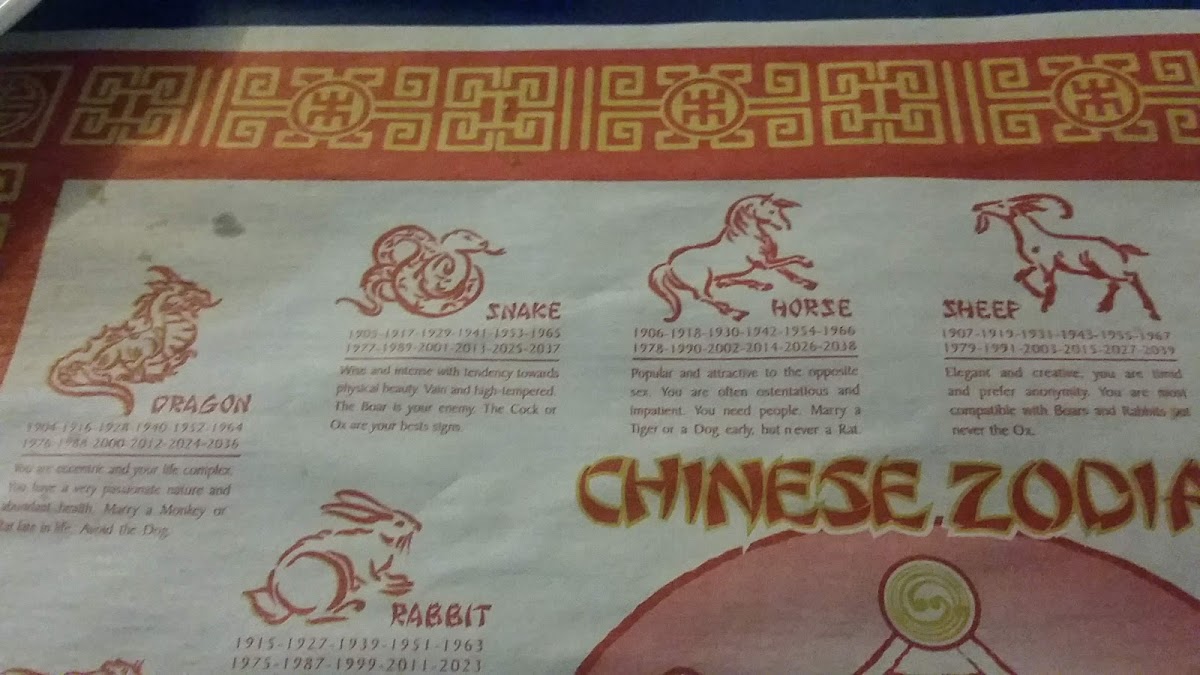 SNAKE
1905-1917-1929-1941-1953-1965
1977-1989-2001-2013-2025-2037
Wise and intense with tendency towards
physical beauty. Vain and high-tempered.
The Boar is your enemy. The Cock or
Ox are your bests signs.
HORSE
1906-1918-1930-1942-1954-1966
1978-1990-2002-2014-2026-2038
Popular and attractive to the opposite
sex. You are often ostentatious and
impatient. You need people. Marry a
Tiger or a Dog early, but never a Rat.
SHEEP
1907-1919-1931-1943-1955-1967
1979-1991-2003-2015-2027-2039
Elegant and creative, you are timid
and prefer anonymity. You are most
compatible with Boars and Rabbits but
never the Ox.
DRAGON
1904-1916-1928-1940-1952-1964
1976-1988-2000-2012-2024-2036
You are eccentric and your life complex.
You have a very passionate nature and
abundant health. Marry a Monkey or
Rat late in life. Avoid the Dog.
CHINESE ZODIA
RABBIT
1915-1927-1939-1951-1963
1975-1987-1999-2011-2023